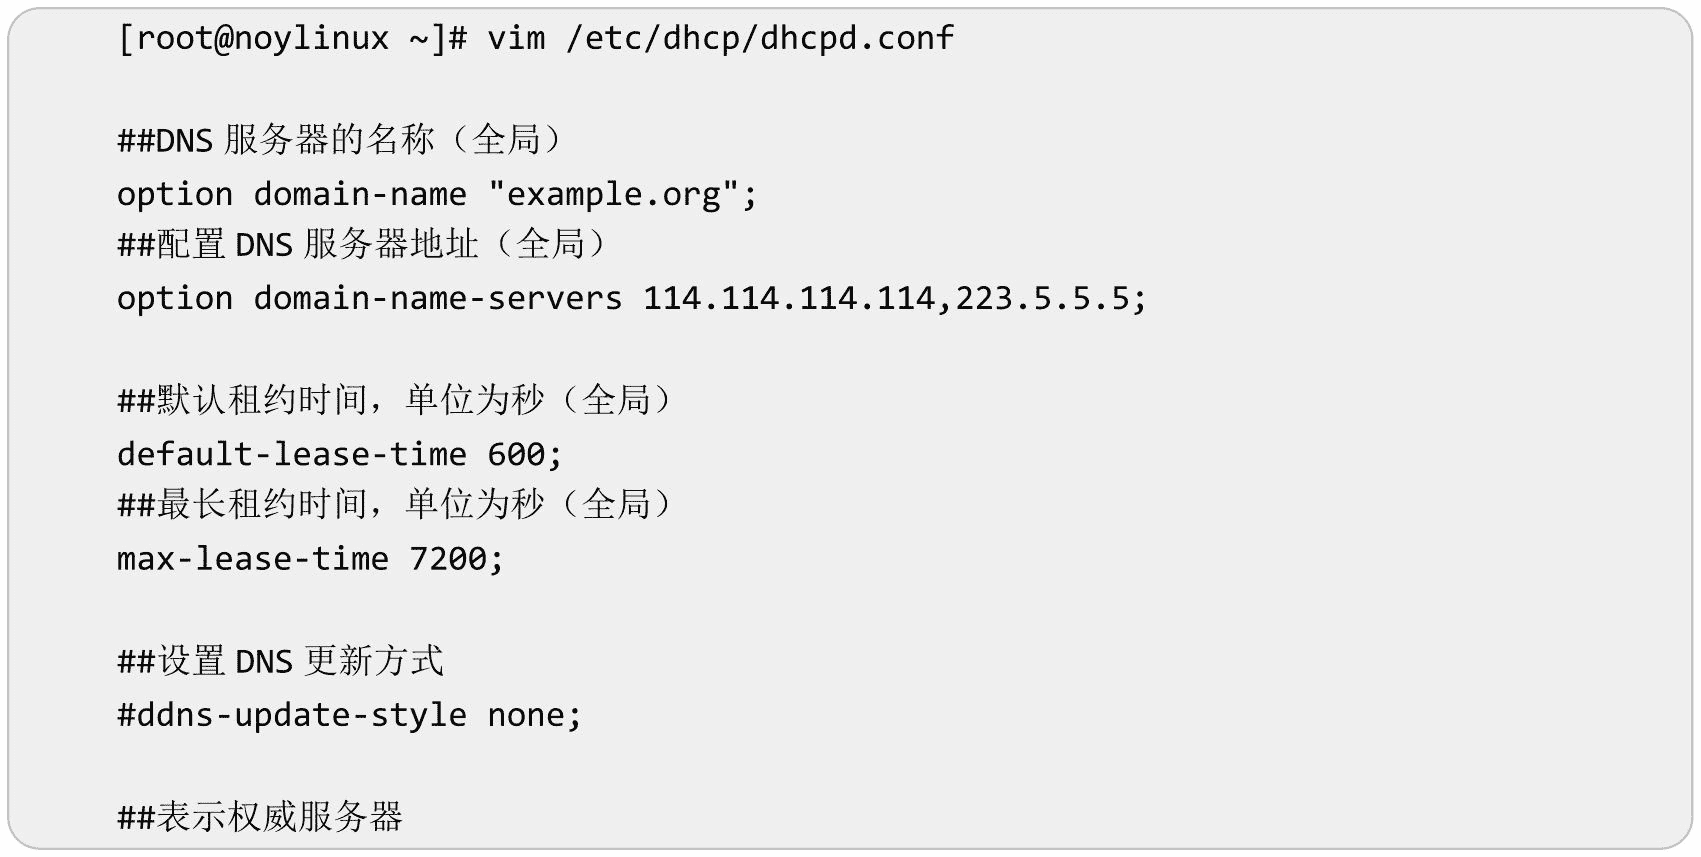 [root@noylinux ~]# vim /etc/dhcp/dhcpd.conf
##DNS 服务器的名称（全局）
option domain-name "example.org";
##配置 DNS 服务器地址（全局）
option domain-name-servers 114.114.114.114,223.5.5.5;
##默认租约时间，单位为秒（全局）
default-lease-time 600;
##最长租约时间，单位为秒（全局）
max-lease-time 7200;
##设置 DNS 更新方式
#ddns-update-style none;
##表示权威服务器